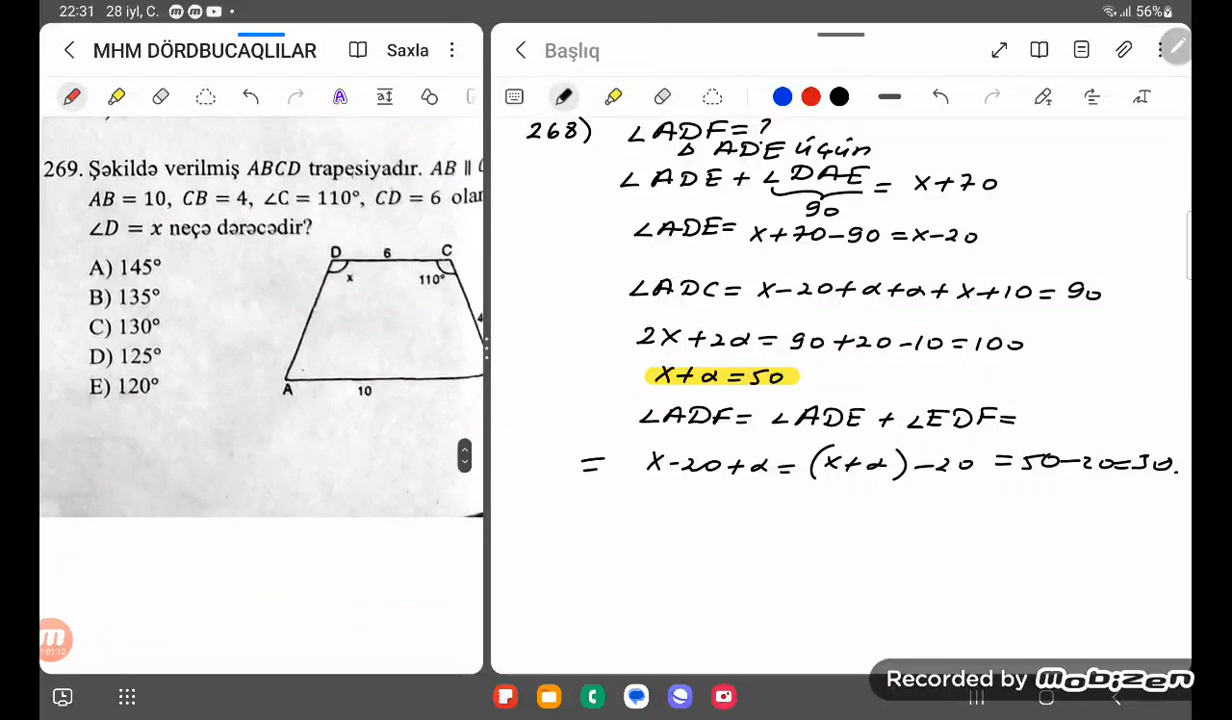 22:31 28 iyl, C. 56%
MHM DÖRDBUCAQLILAR Saxla
Başlıq
269. Şəkildə verilmiş ABCD trapesiyadır. AB ∥
AB = 10, CB = 4, ∠C = 110°, CD = 6 olar
∠D = x neçə dərəcədir?
A) 145°
B) 135°
C) 130°
D) 125°
E) 120°
D 6 C
x 110°
4
A 10
268) ∠ADF = ?
△ ADE üçün
∠ADE + ∠DAE = x+70
90
∠ADE = x+70-90 = x-20
∠ADC = x-20+α+α+x+10 = 90
2x+2α = 90+20-10 = 100
x+α = 50
∠ADF = ∠ADE + ∠EDF =
= x-20+α = (x+α)-20 = 50-20=30.
01:12
Recorded by mobizen